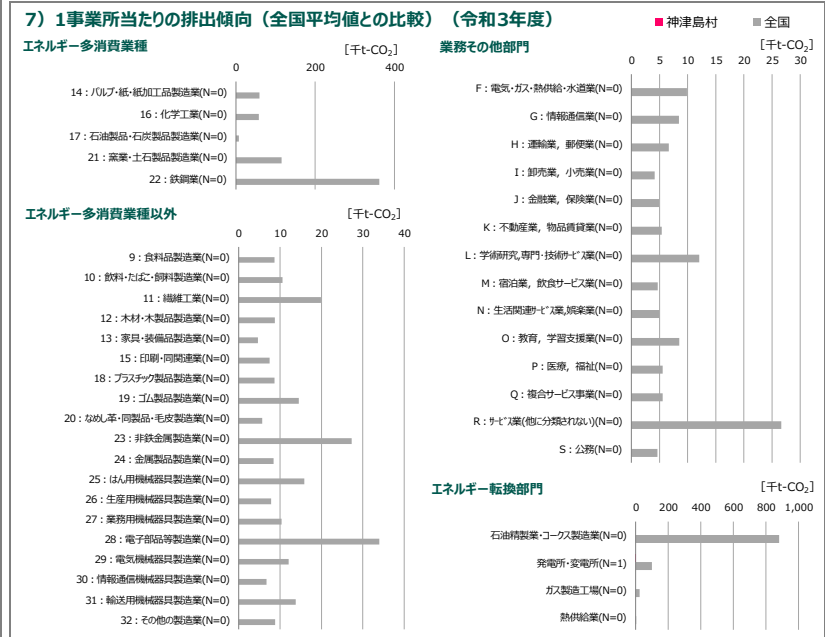 7）1事業所当たりの排出傾向（全国平均値との比較）（令和3年度）
■神津島村 ■全国
エネルギー多消費業種
[千t-CO₂]
0 200 400
14：パルプ・紙・紙加工品製造業(N=0)
16：化学工業(N=0)
17：石油製品・石炭製品製造業(N=0)
21：窯業・土石製品製造業(N=0)
22：鉄鋼業(N=0)
エネルギー多消費業種以外
[千t-CO₂]
0 10 20 30 40
9：食料品製造業(N=0)
10：飲料・たばこ・飼料製造業(N=0)
11：繊維工業(N=0)
12：木材・木製品製造業(N=0)
13：家具・装備品製造業(N=0)
15：印刷・同関連業(N=0)
18：プラスチック製品製造業(N=0)
19：ゴム製品製造業(N=0)
20：なめし革・同製品・毛皮製造業(N=0)
23：非鉄金属製造業(N=0)
24：金属製品製造業(N=0)
25：はん用機械器具製造業(N=0)
26：生産用機械器具製造業(N=0)
27：業務用機械器具製造業(N=0)
28：電子部品等製造業(N=0)
29：電気機械器具製造業(N=0)
30：情報通信機械器具製造業(N=0)
31：輸送用機械器具製造業(N=0)
32：その他の製造業(N=0)
業務その他部門
[千t-CO₂]
0 5 10 15 20 25 30
F：電気・ガス・熱供給・水道業(N=0)
G：情報通信業(N=0)
H：運輸業，郵便業(N=0)
I：卸売業，小売業(N=0)
J：金融業，保険業(N=0)
K：不動産業，物品賃貸業(N=0)
L：学術研究,専門・技術ｻｰﾋﾞｽ業(N=0)
M：宿泊業，飲食サービス業(N=0)
N：生活関連ｻｰﾋﾞｽ業,娯楽業(N=0)
O：教育，学習支援業(N=0)
P：医療，福祉(N=0)
Q：複合サービス事業(N=0)
R：ｻｰﾋﾞｽ業(他に分類されない)(N=0)
S：公務(N=0)
エネルギー転換部門
[千t-CO₂]
0 200 400 600 800 1,000
石油精製業・コークス製造業(N=0)
発電所・変電所(N=1)
ガス製造工場(N=0)
熱供給業(N=0)